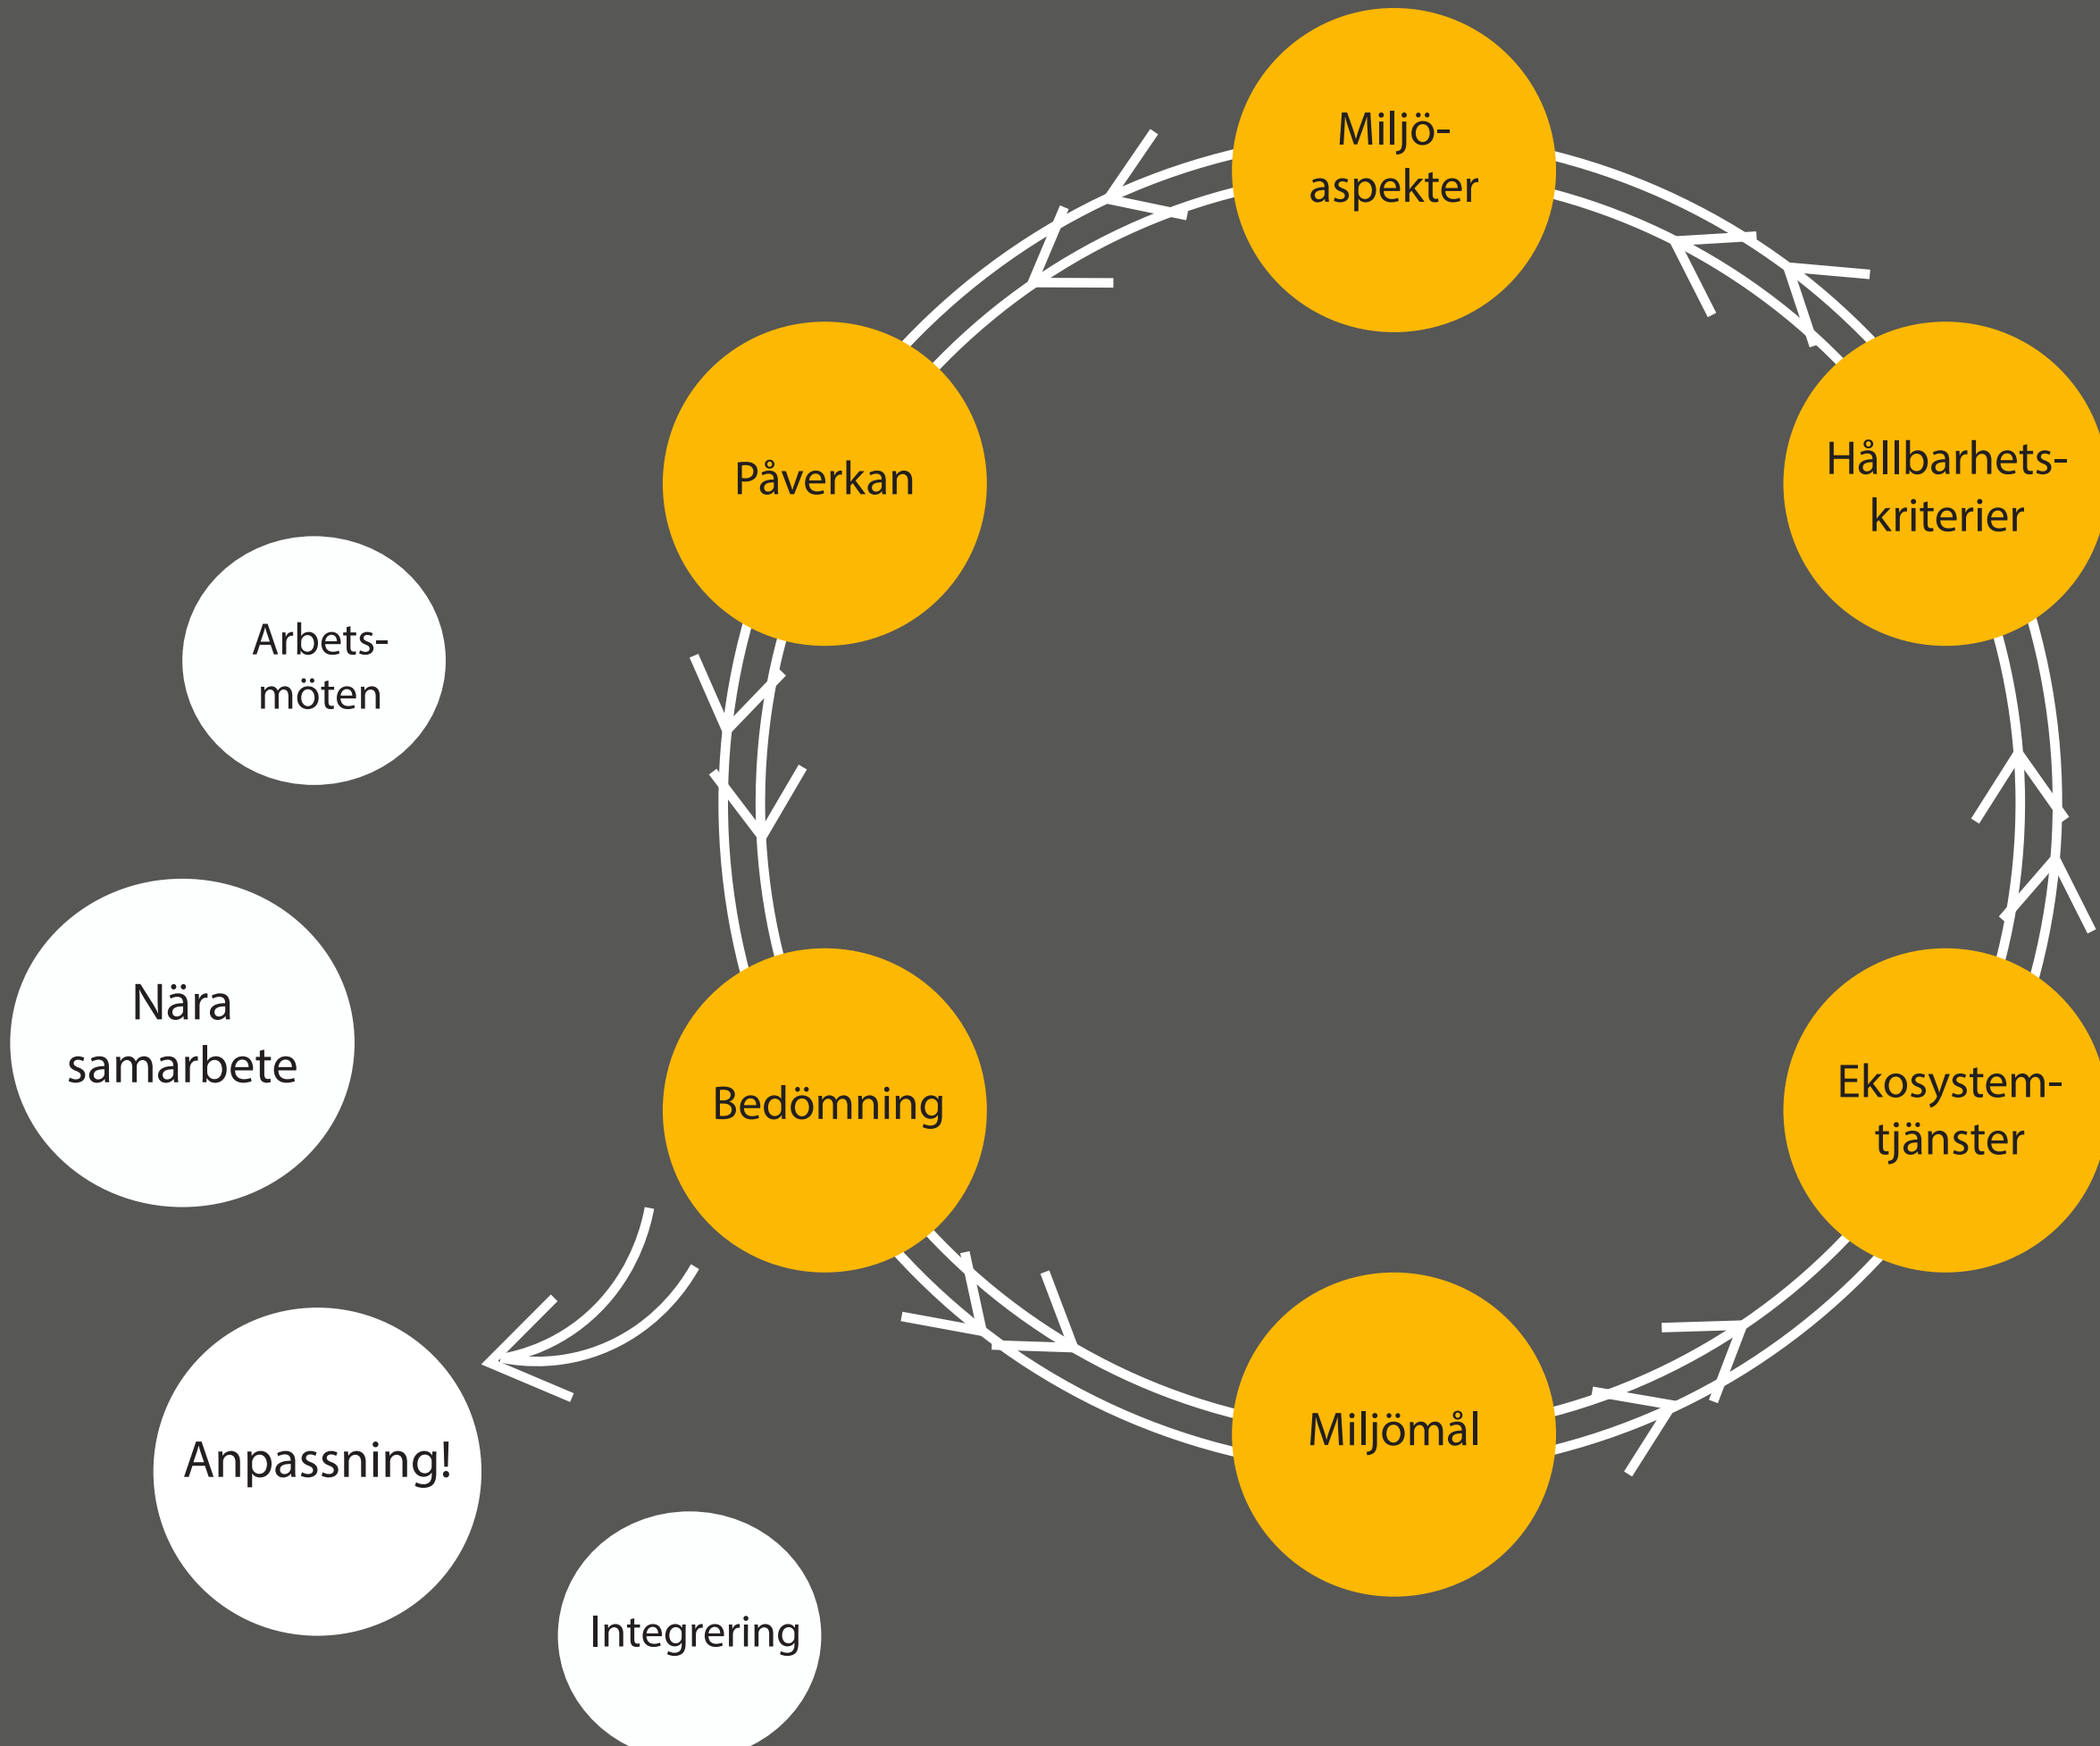 Miljö-
aspekter
Påverkan
Hållbarhets-
kriterier
Arbets-
möten
Nära
samarbete
Bedömning
Ekosystem-
tjänster
Miljömål
Anpassning!
Integrering